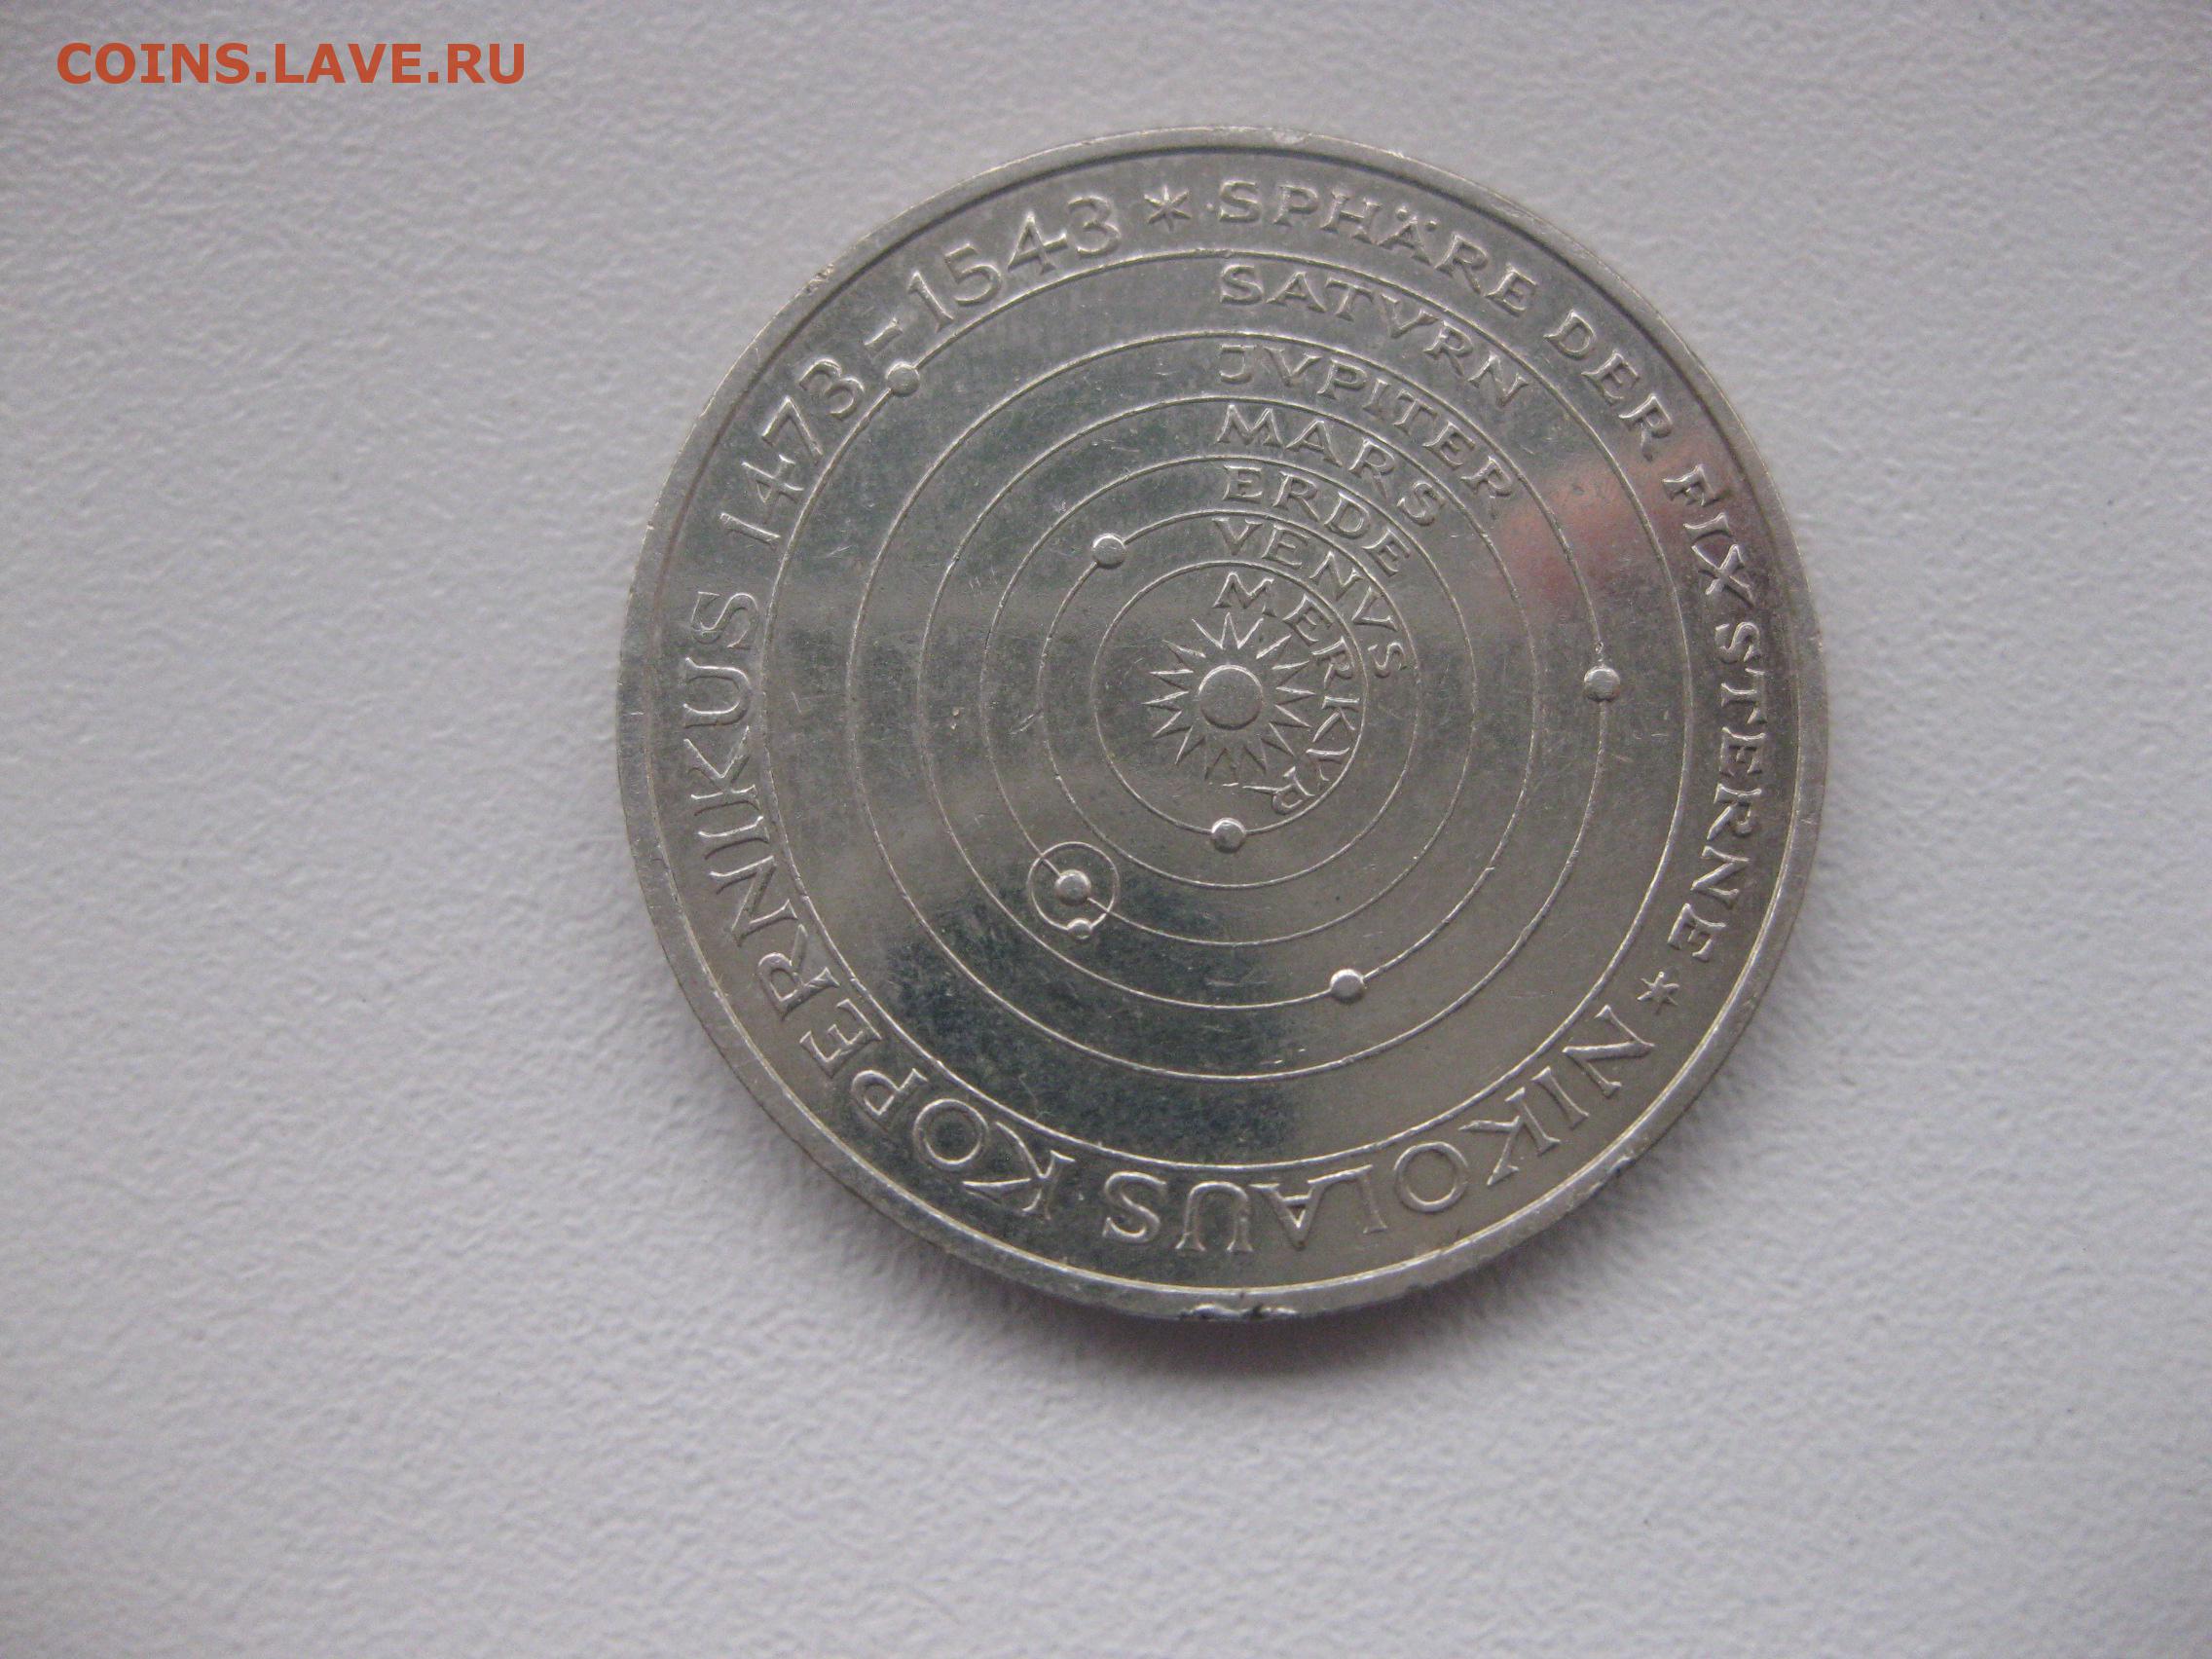 COINS.LAVE.RU
NIKOLAUS KOPERNIKUS 1473-1543 * SPHÄRE DER FIXSTERNE *
SATVRN
JVPITER
MARS
ERDE
VENVS
MERKVR